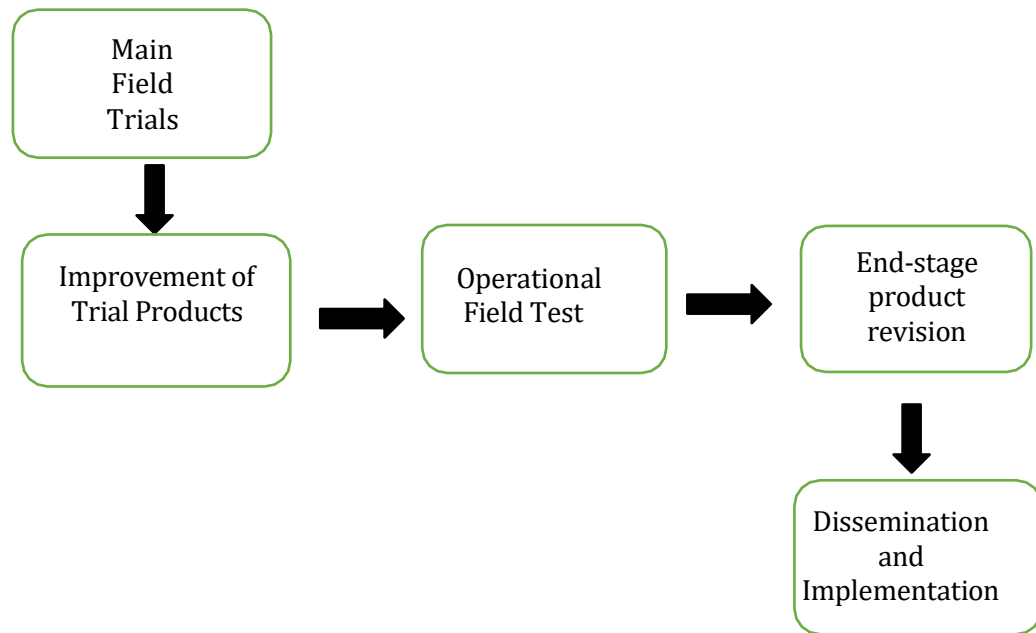 Main
Field
Trials
Improvement of
Trial Products
Operational
Field Test
End-stage
product
revision
Dissemination
and
Implementation